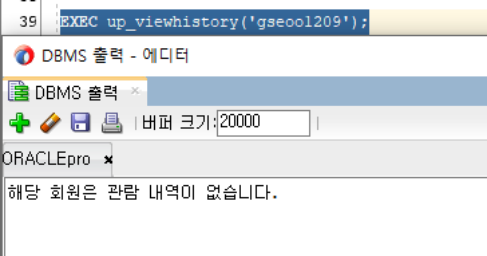 39 EXEC up_viewhistory('gseool209');
DBMS 출력 - 에디터
DBMS 출력 ×
버퍼 크기: 20000
ORACLEpro ×
해당 회원은 관람 내역이 없습니다.